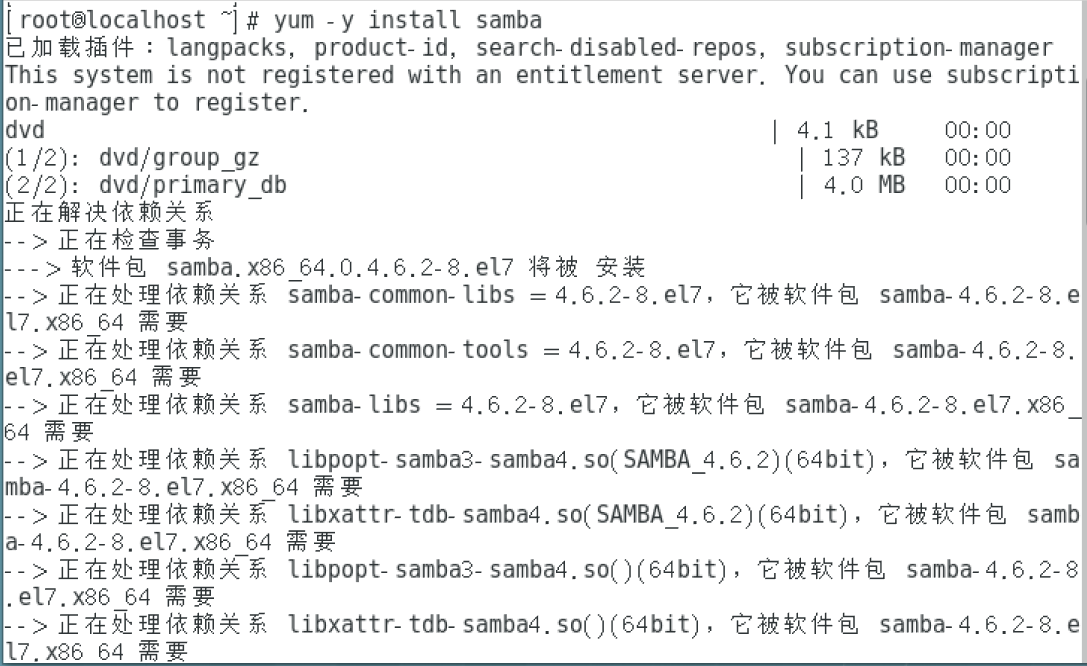 [root@localhost ~]# yum -y install samba
已加载插件：langpacks, product-id, search-disabled-repos, subscription-manager
This system is not registered with an entitlement server. You can use subscripti
on-manager to register.
dvd | 4.1 kB 00:00
(1/2): dvd/group_gz | 137 kB 00:00
(2/2): dvd/primary_db | 4.0 MB 00:00
正在解决依赖关系
--> 正在检查事务
---> 软件包 samba.x86_64.0.4.6.2-8.el7 将被 安装
--> 正在处理依赖关系 samba-common-libs = 4.6.2-8.el7，它被软件包 samba-4.6.2-8.e
l7.x86_64 需要
--> 正在处理依赖关系 samba-common-tools = 4.6.2-8.el7，它被软件包 samba-4.6.2-8.
el7.x86_64 需要
--> 正在处理依赖关系 samba-libs = 4.6.2-8.el7，它被软件包 samba-4.6.2-8.el7.x86_
64 需要
--> 正在处理依赖关系 libpopt-samba3-samba4.so(SAMBA_4.6.2)(64bit)，它被软件包 sa
mba-4.6.2-8.el7.x86_64 需要
--> 正在处理依赖关系 libxattr-tdb-samba4.so(SAMBA_4.6.2)(64bit)，它被软件包 samb
a-4.6.2-8.el7.x86_64 需要
--> 正在处理依赖关系 libpopt-samba3-samba4.so()(64bit)，它被软件包 samba-4.6.2-8
.el7.x86_64 需要
--> 正在处理依赖关系 libxattr-tdb-samba4.so()(64bit)，它被软件包 samba-4.6.2-8.e
l7.x86_64 需要